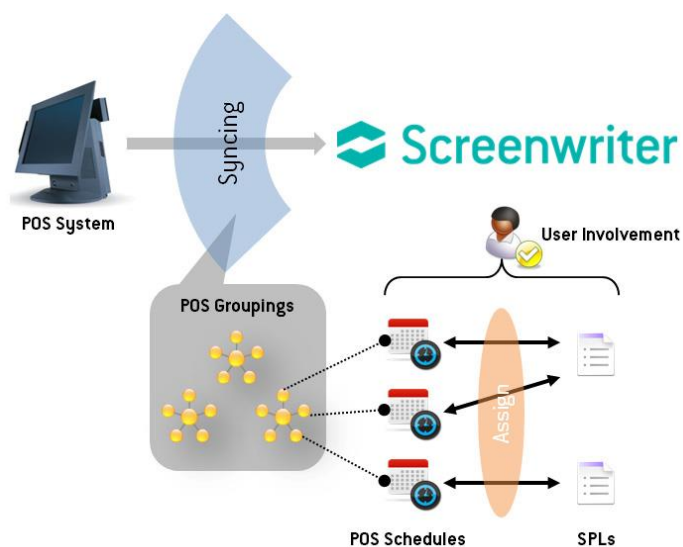 Syncing
Screenwriter
POS System
User Involvement
POS Groupings
Assign
POS Schedules
SPLs